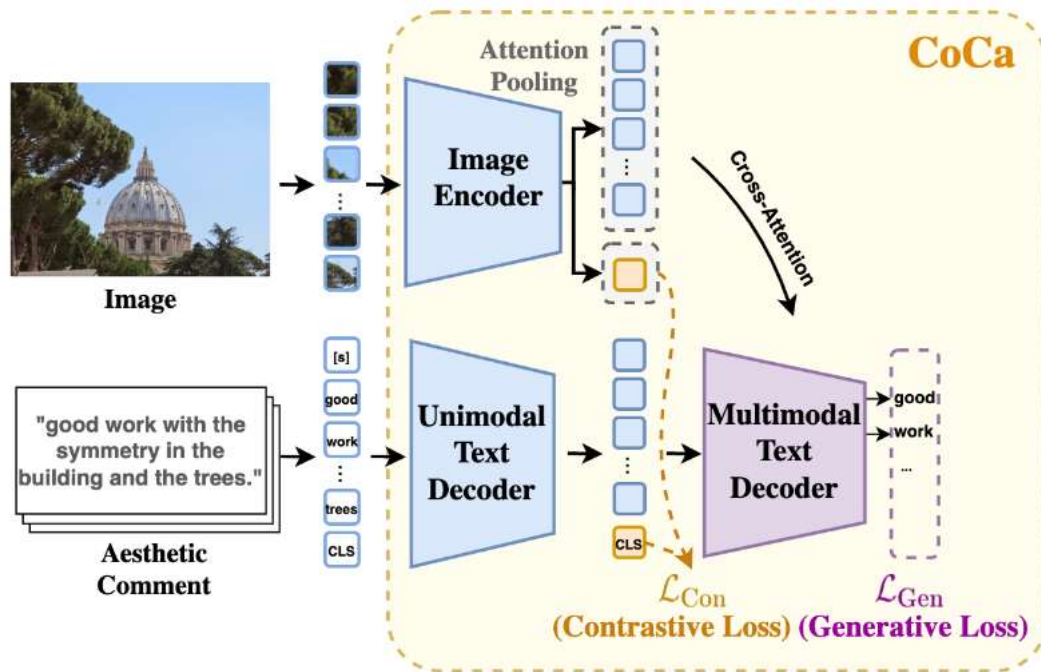 CoCa
Attention
Pooling
Image
Encoder
Cross-Attention
Image
[s]
good
work
⋮
trees
CLS
"good work with the
symmetry in the
building and the trees."
Aesthetic
Comment
Unimodal
Text
Decoder
CLS
Multimodal
Text
Decoder
good
work
...
ℒCon
(Contrastive Loss)
ℒGen
(Generative Loss)